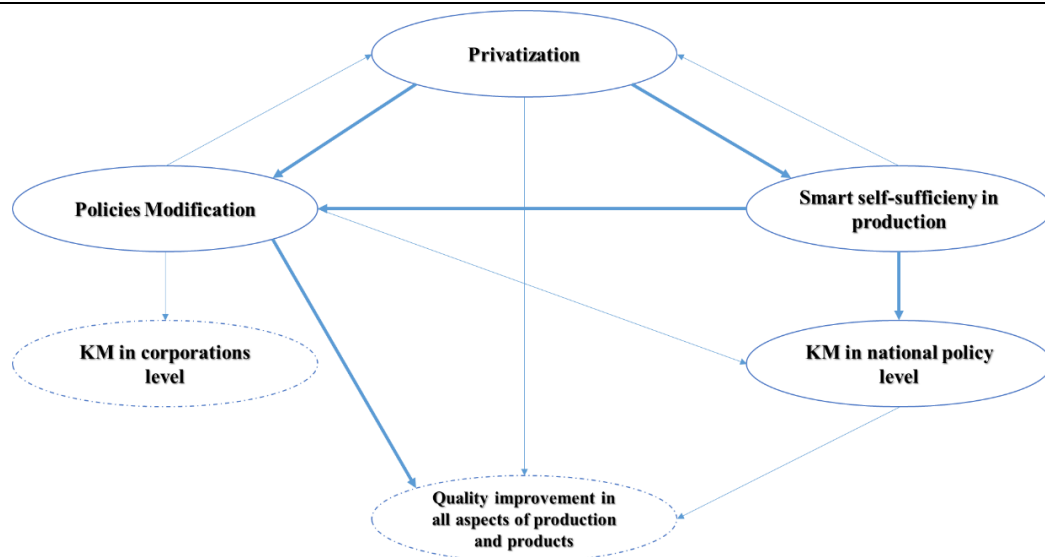 Privatization
Policies Modification
Smart self-sufficieny in
production
KM in corporations
level
KM in national policy
level
Quality improvement in
all aspects of production
and products